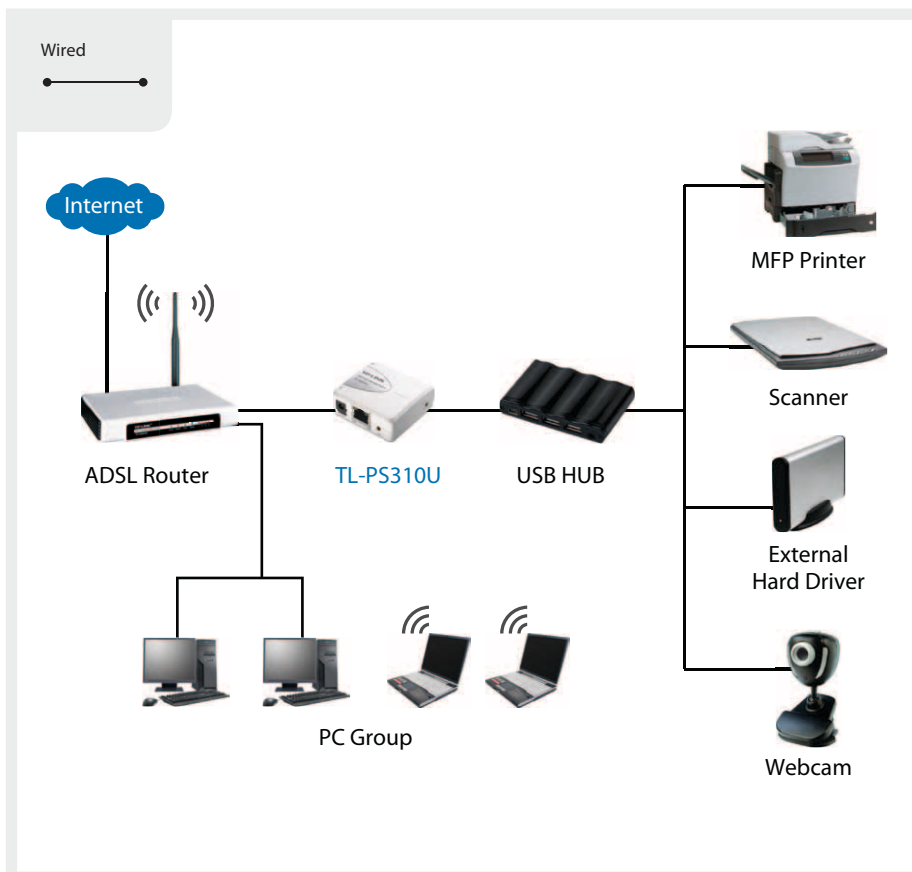 Wired
Internet
MFP Printer
Scanner
ADSL Router
TL-PS310U
USB HUB
External
Hard Driver
PC Group
Webcam